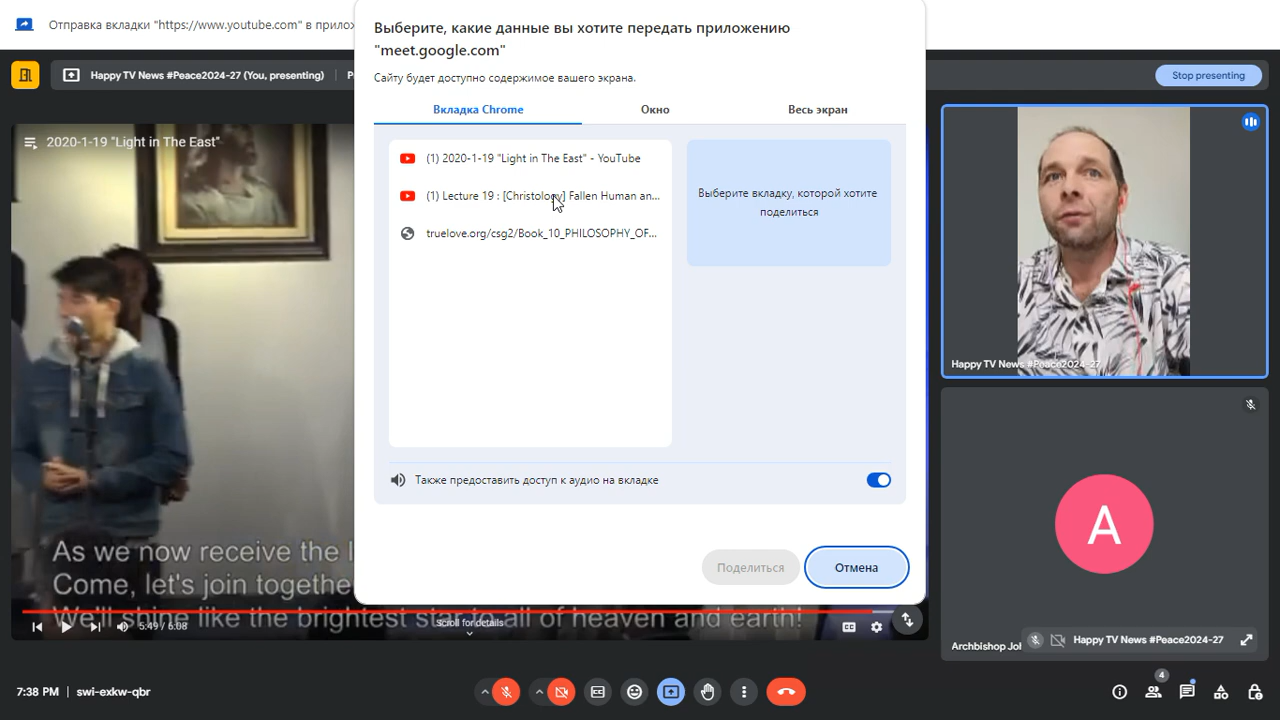 Отправка вкладки "https://www.youtube.com" в прилож
Happy TV News #Peace2024-27 (You, presenting)
Stop presenting
Выберите, какие данные вы хотите передать приложению
"meet.google.com"
Сайту будет доступно содержимое вашего экрана.
Вкладка Chrome
Окно
Весь экран
(1) 2020-1-19 "Light in The East" - YouTube
(1) Lecture 19 : [Christology] Fallen Human an...
truelove.org/csg2/Book_10_PHILOSOPHY_OF...
Выберите вкладку, которой хотите
поделиться
Также предоставить доступ к аудио на вкладке
Поделиться
Отмена
2020-1-19 "Light in The East"
As we now receive the l
Come, let's join together
We'll shine like the brightest star to all of heaven and earth!
5:49 / 6:08
Scroll for details
Happy TV News #Peace2024-27
A
Archbishop Jo
Happy TV News #Peace2024-27
7:38 PM | swi-exkw-qbr
4